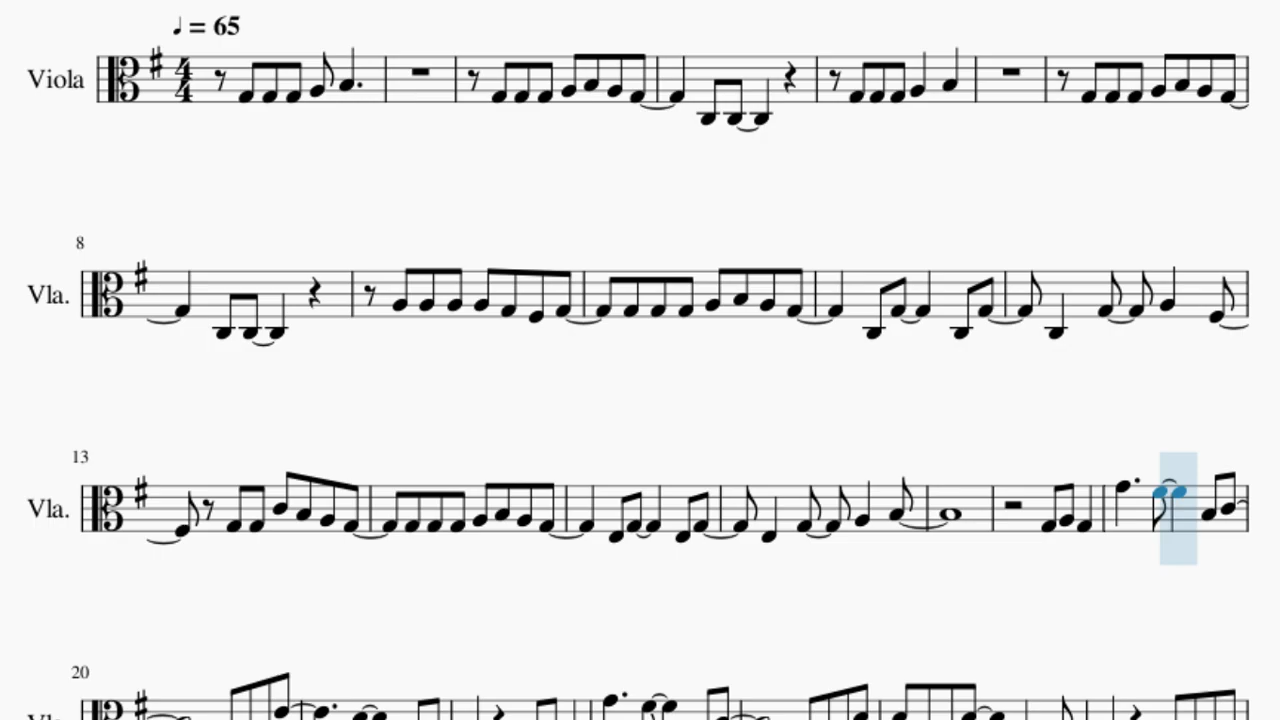 ♩ = 65
Viola
4
4
8
Vla.
13
Vla.
20